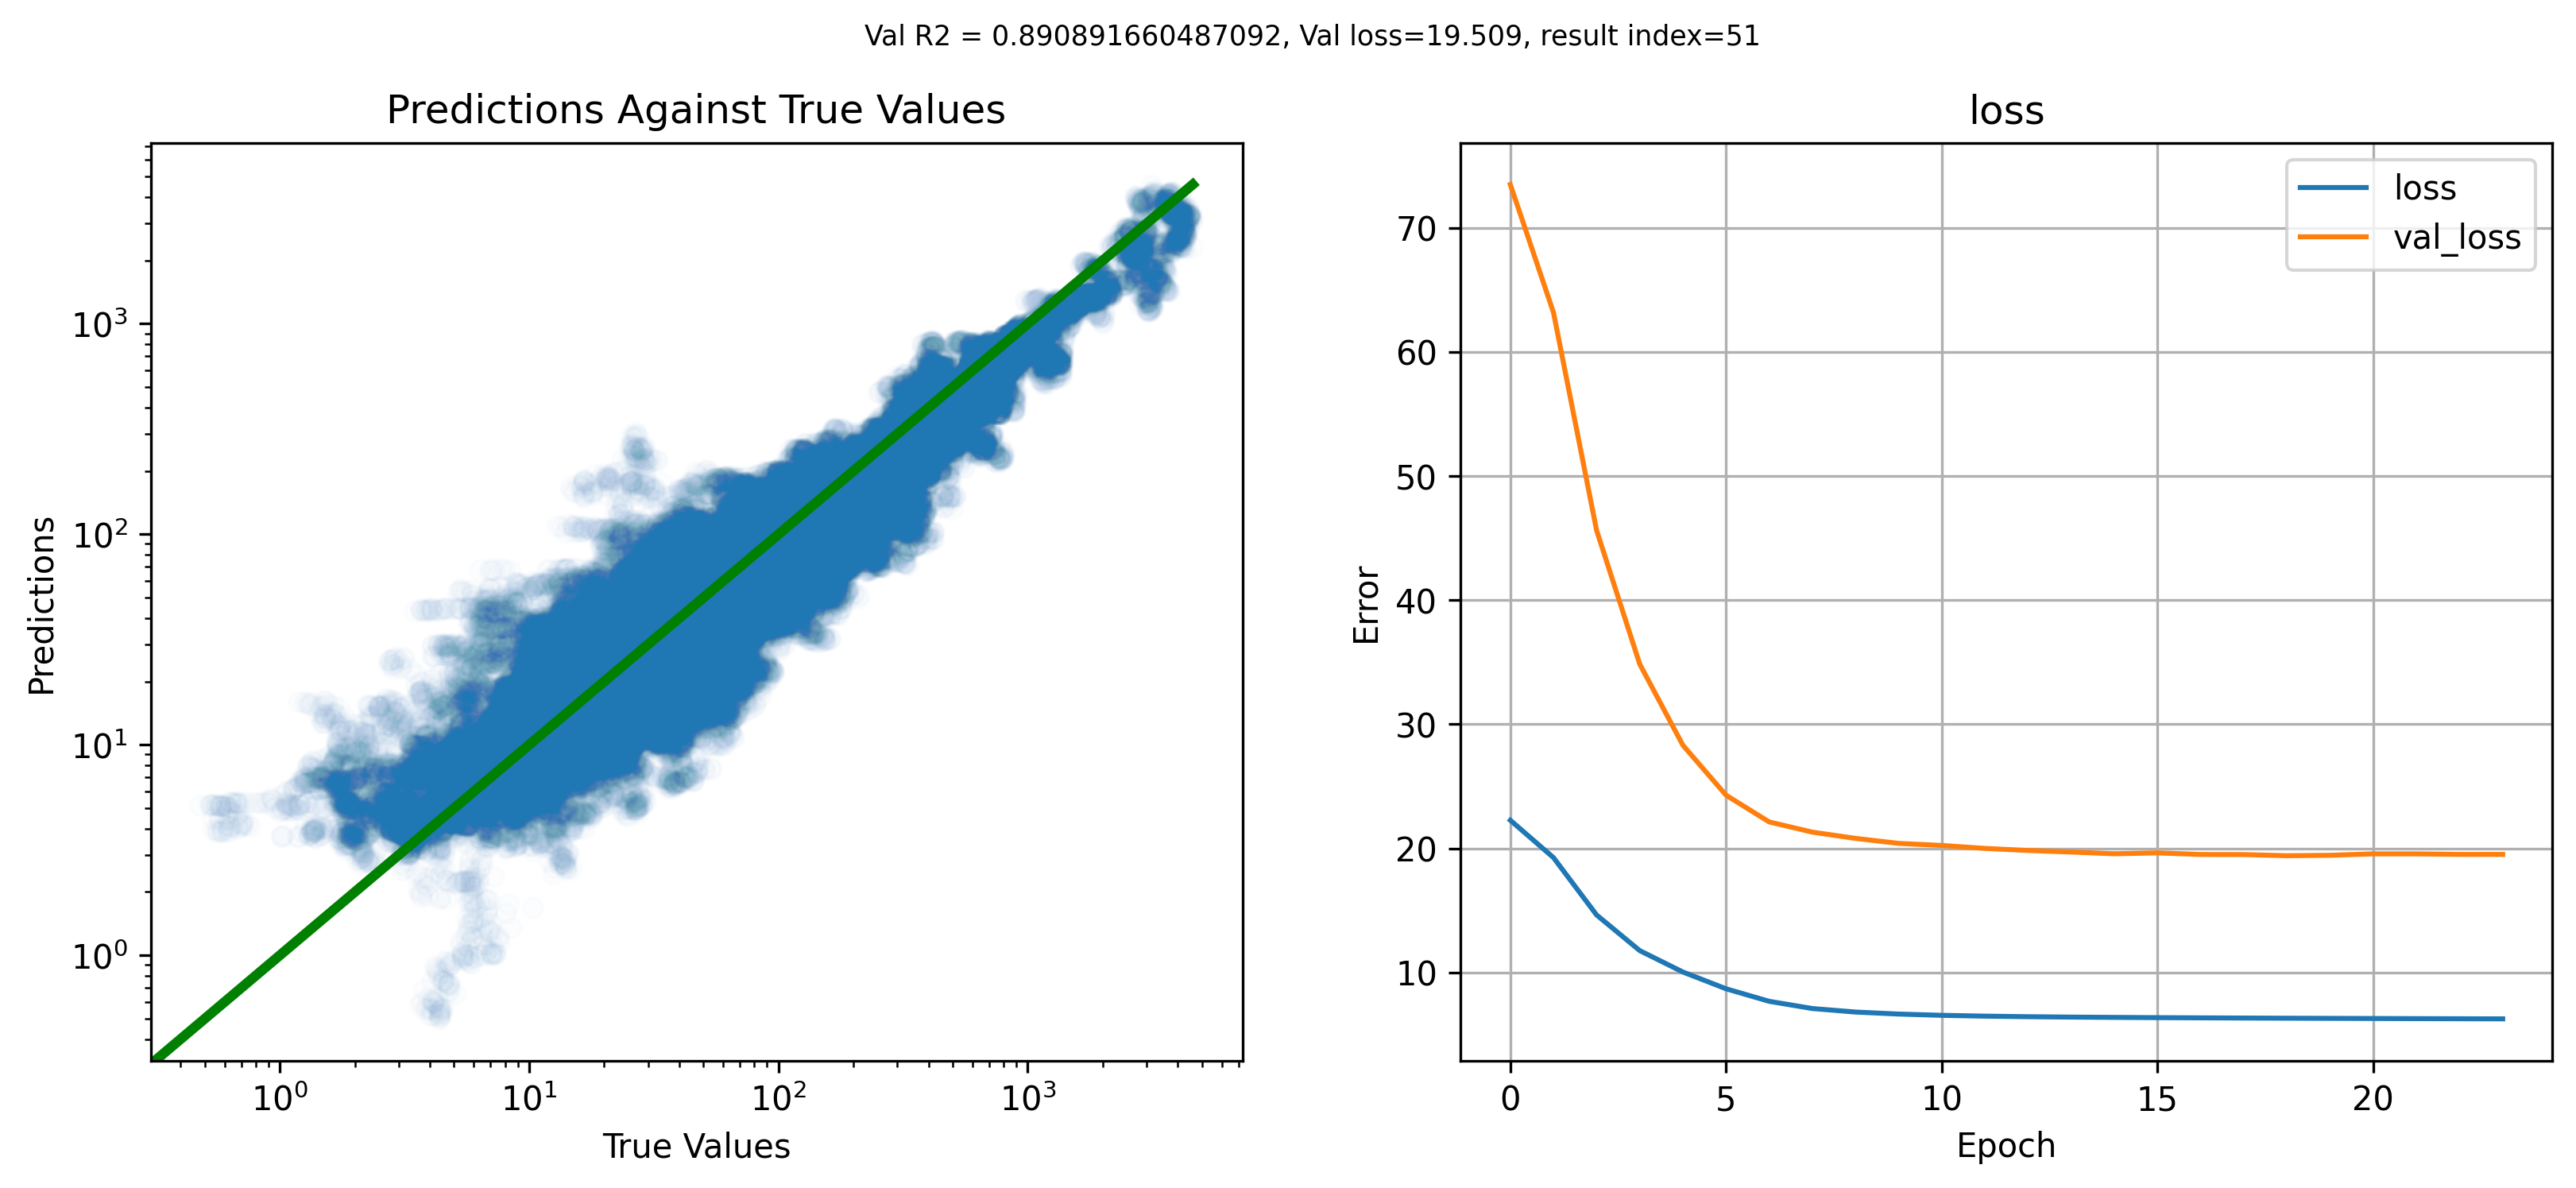 Val R2 = 0.890891660487092, Val loss=19.509, result index=51
Predictions Against True Values
Predictions
10³
10²
10¹
10⁰
10⁰ 10¹ 10² 10³
True Values
loss
loss
val_loss
Error
70
60
50
40
30
20
10
0 5 10 15 20
Epoch